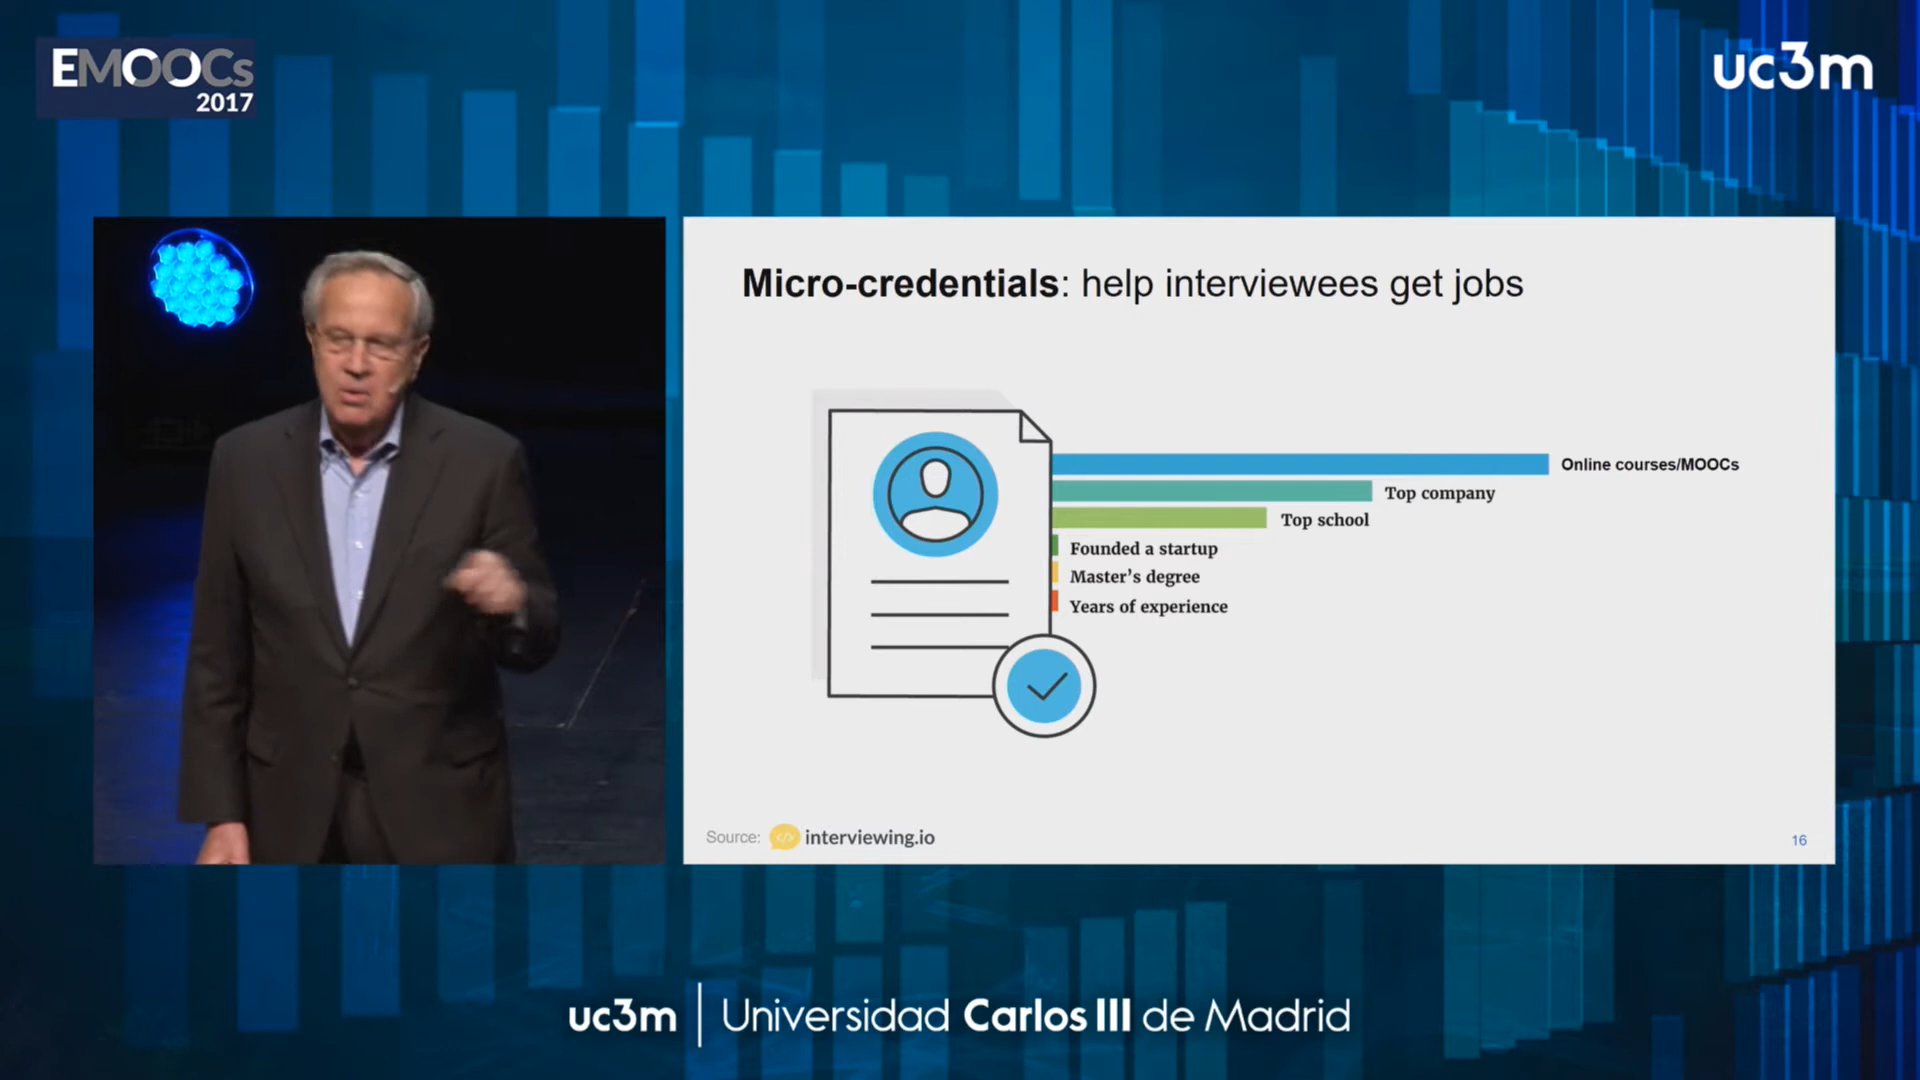 EMOOCs
2017
uc3m
Micro-credentials: help interviewees get jobs
Online courses/MOOCs
Top company
Top school
Founded a startup
Master's degree
Years of experience
Source: </> interviewing.io
16
uc3m | Universidad Carlos III de Madrid